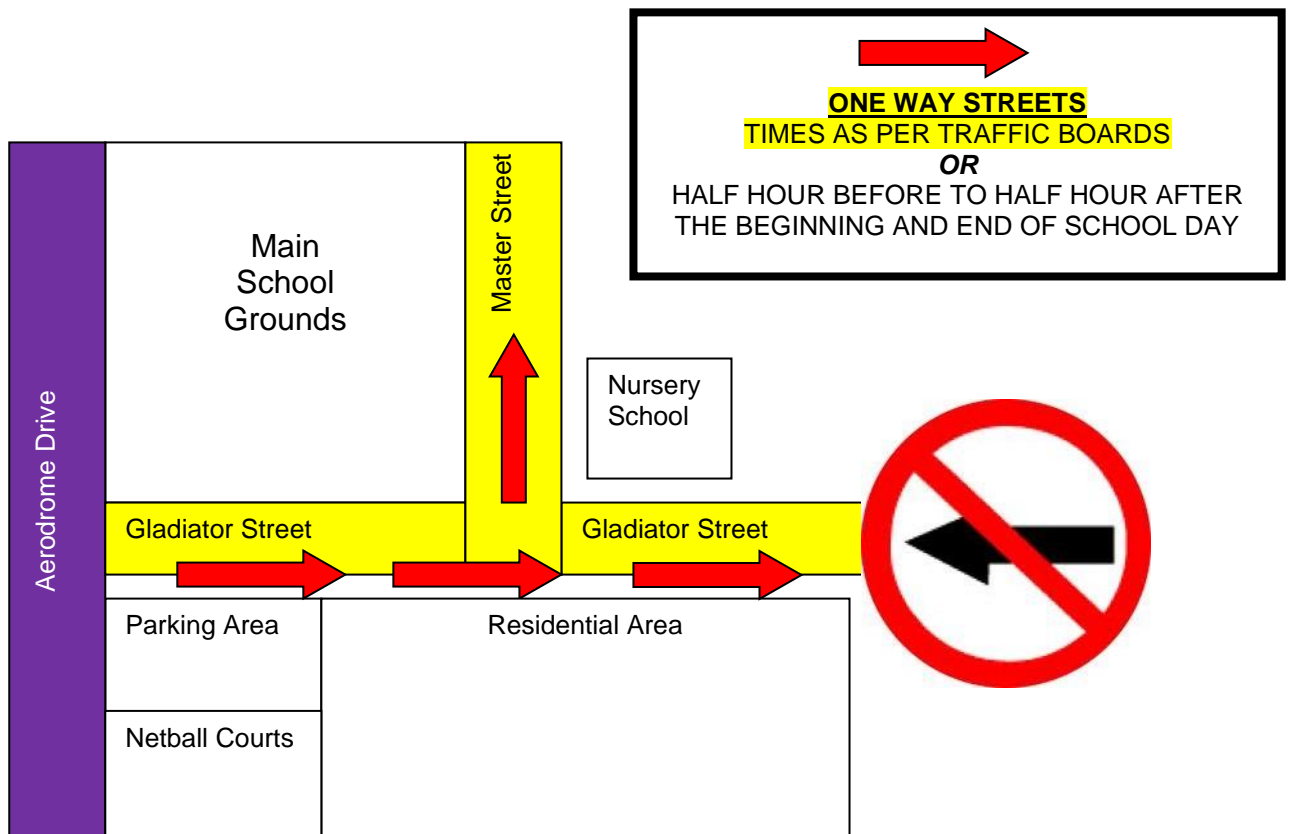 ONE WAY STREETS
TIMES AS PER TRAFFIC BOARDS
OR
HALF HOUR BEFORE TO HALF HOUR AFTER
THE BEGINNING AND END OF SCHOOL DAY
Aerodrome Drive
Main
School
Grounds
Master Street
Nursery
School
Gladiator Street
Gladiator Street
Parking Area
Residential Area
Netball Courts